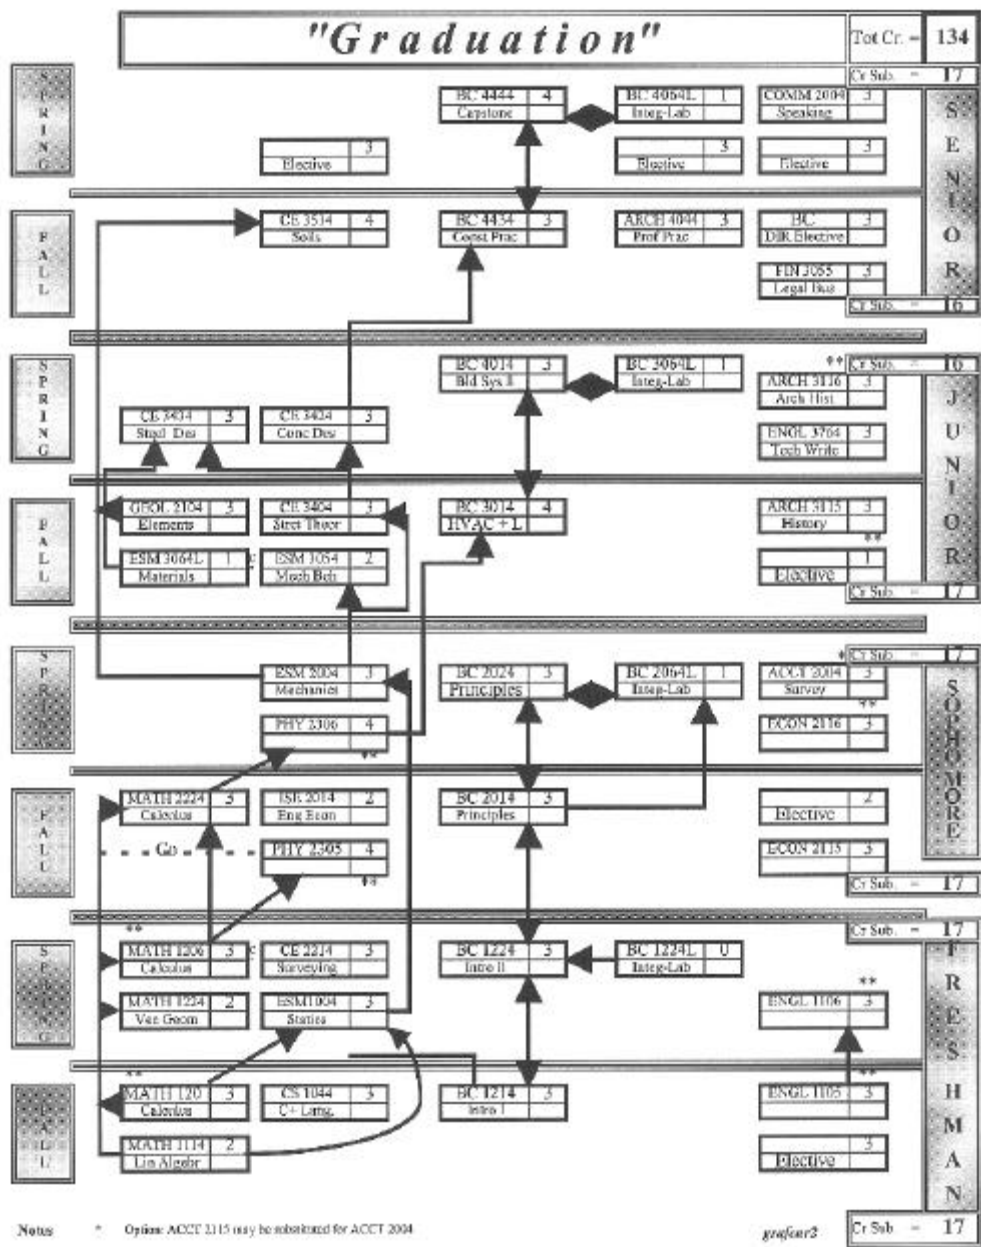 "Graduation"
Tot Cr. = 134
Cr Sub. = 17
SPRING
SENIOR
BC 4444 4
Capstone
BC 4064L 1
Integ-Lab
COMM 2004 3
Speaking
3
Elective
3
Elective
3
Elective
FALL
CE 3514 4
Soils
BC 4434 3
Const Prac
ARCH 4044 3
Prof Prac
BC 3
DIR Elective
FIN 3055 3
Legal Bus
Cr Sub. = 16
SPRING
JUNIOR
** Cr Sub. = 16
BC 4014 3
Bld Sys II
BC 3064L 1
Integ-Lab
ARCH 3116 3
Arch Hist
CE 3434 3
Steel Des
CE 3424 3
Conc Des
ENGL 3764 3
Tech Write
FALL
GEOL 2104 3
Elements
CE 3404 3
Strct Theor
BC 3014 4
HVAC + L
ARCH 3115 3
History
**
ESM 3064L 1 c
Materials
ESM 3054 2
Mech Beh
1
Elective
Cr Sub. = 17
SPRI
SOPHOMORE
* Cr Sub. = 17
ESM 2004 3
Mechanics
BC 2024 3
Principles
BC 2064L 1
Integ-Lab
ACCT 2004 3
Survey
**
PHY 2306 4
**
ECON 2116 3
FALL
MATH 2224 3
Calculus
ISE 2014 2
Eng Econ
BC 2014 3
Principles
2
Elective
Co
PHY 2305 4
**
ECON 2115 3
Cr Sub. = 17
SPRING
FRESHMAN
Cr Sub. = 17
**
MATH 1206 3 c
Calculus
CE 2214 3
Surveying
BC 1224 3
Intro II
BC 1224L 0
Integ-Lab
**
MATH 1224 2
Vec Geom
ESM1004 3
Statics
ENGL 1106 3
FALL
**
MATH 120 3
Calculus
CS 1044 3
C+ Lang.
BC 1214 3
Intro I
**
ENGL 1105 3
MATH 1114 2
Lin Algebr
3
Elective
Cr Sub = 17
Notes * Option: ACCT 2115 may be substituted for ACCT 2004
grafcur2